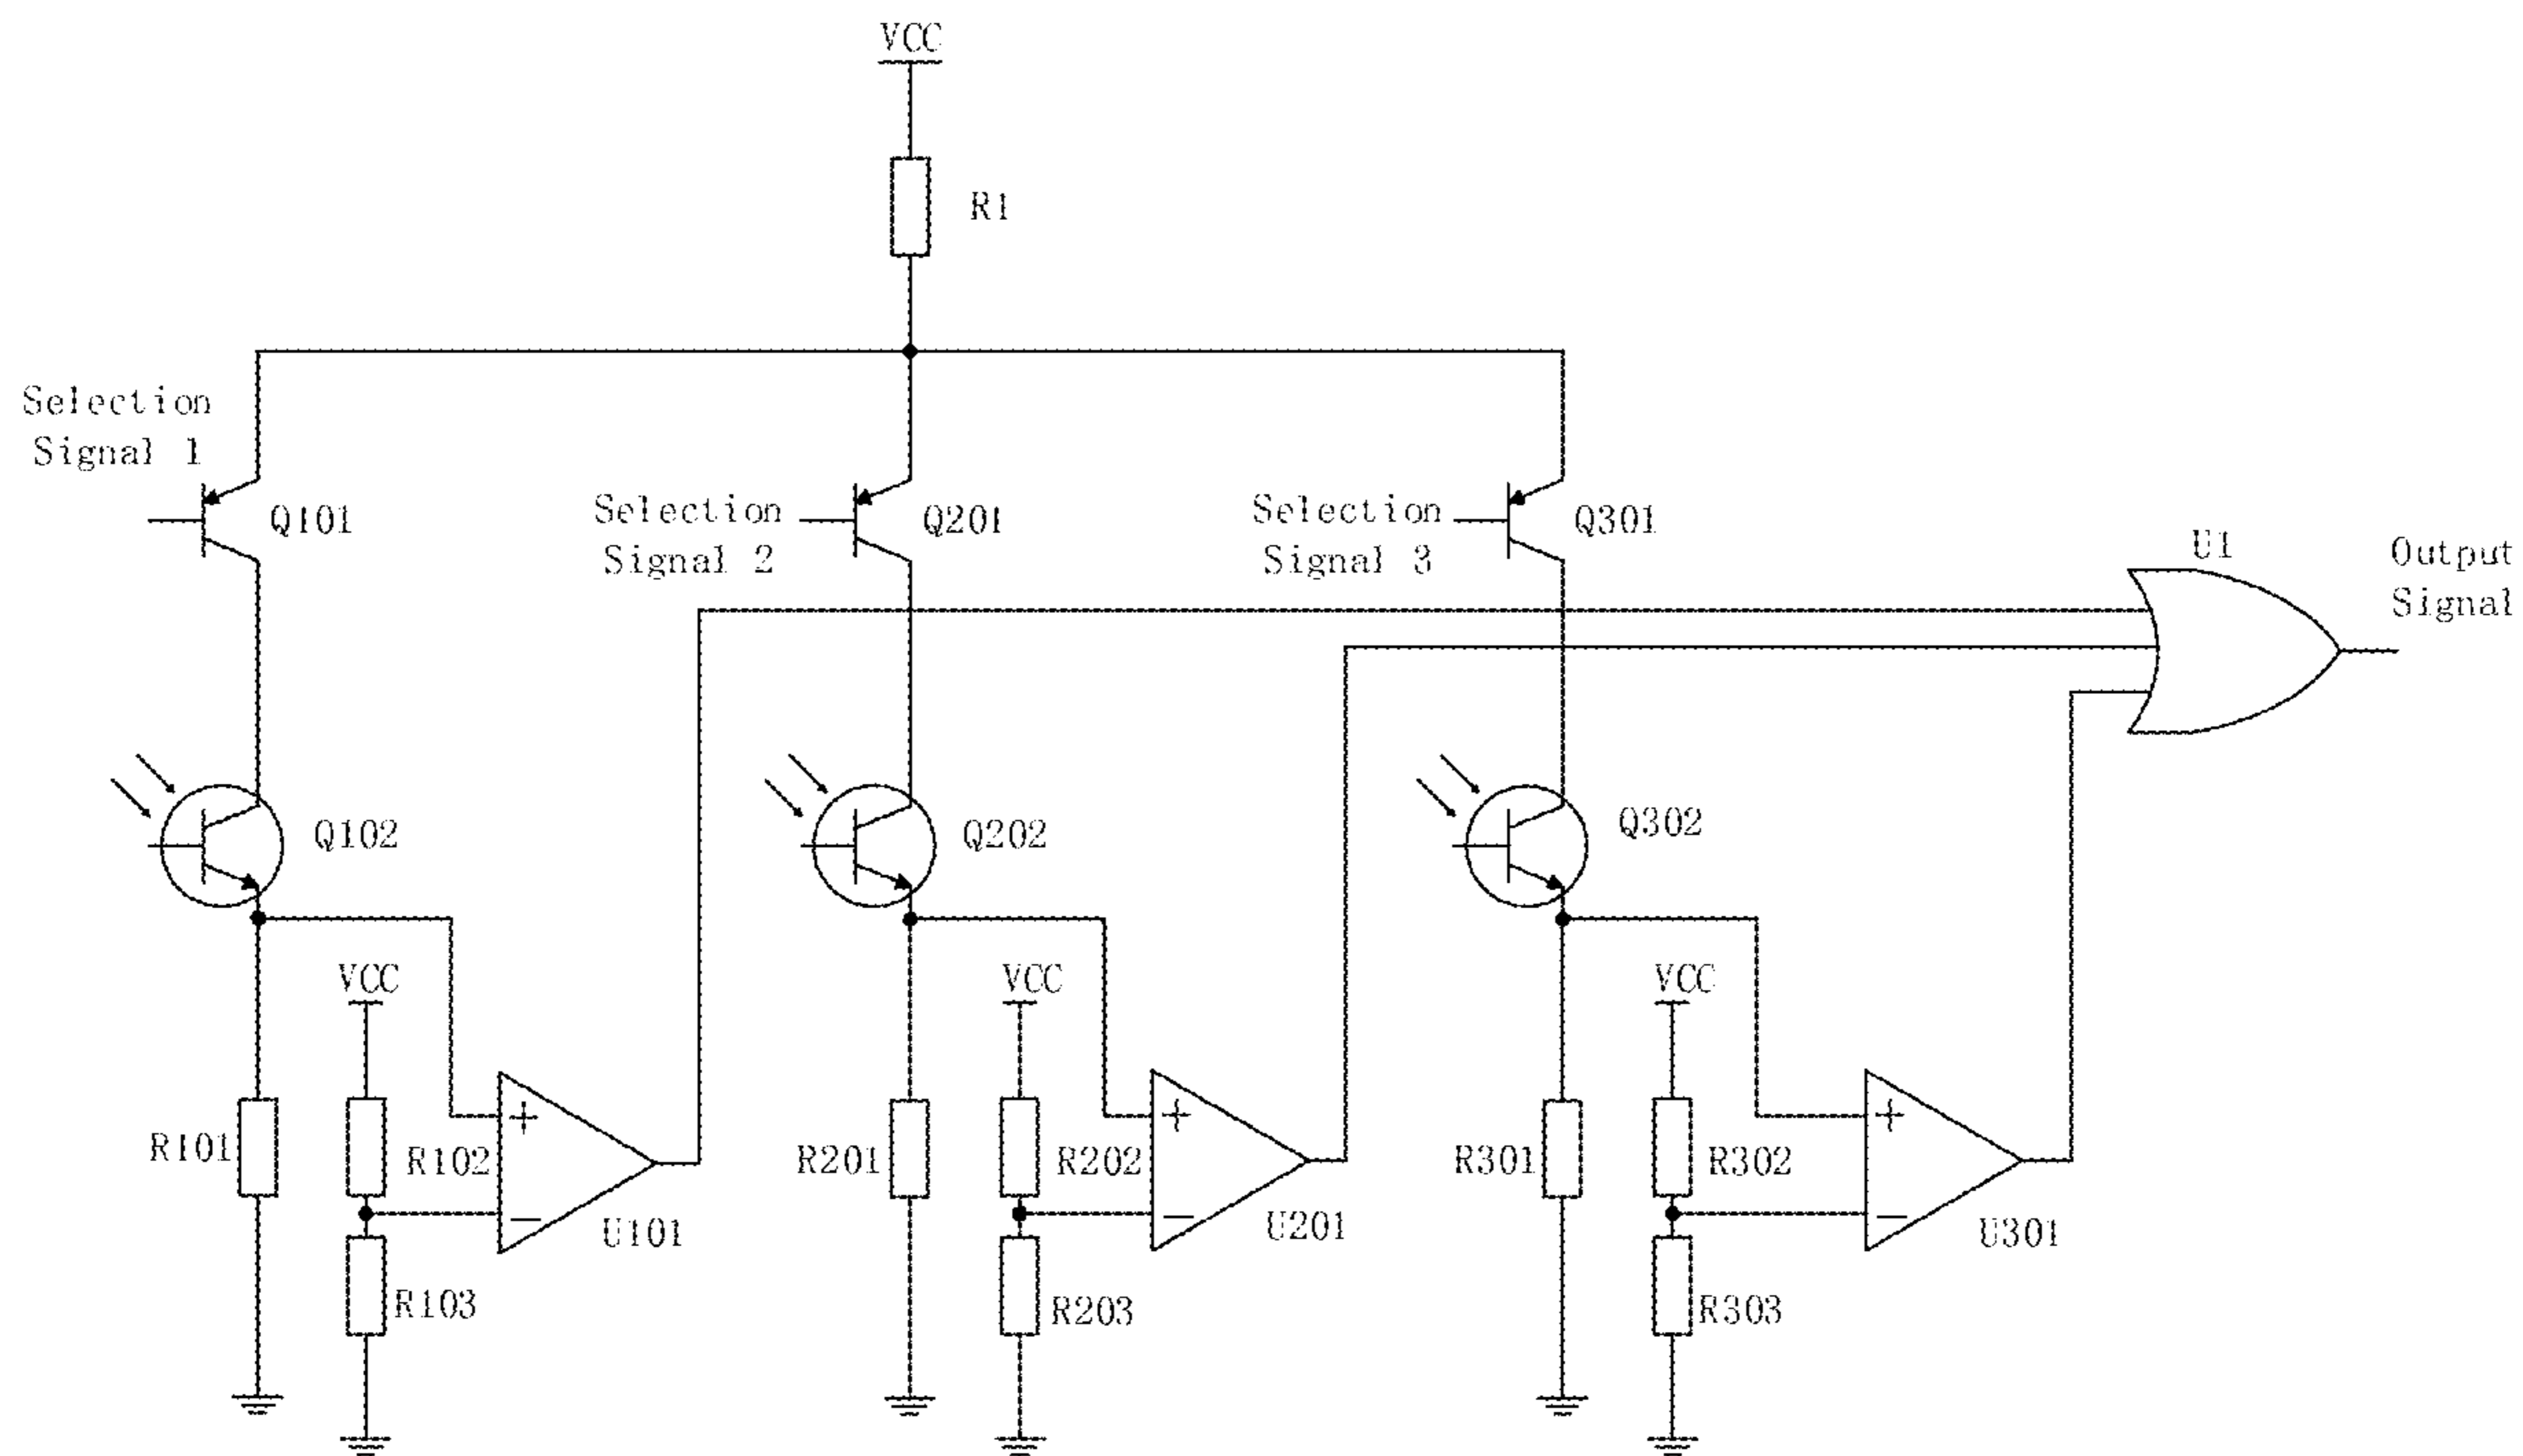 VCC
R1
Selection
Signal 1
Q101
Selection
Signal 2
Q201
Selection
Signal 3
Q301
U1
Output
Signal
Q102
Q202
Q302
VCC
VCC
VCC
R101
R102
+
−
U101
R103
R201
R202
+
−
U201
R203
R301
R302
+
−
U301
R303